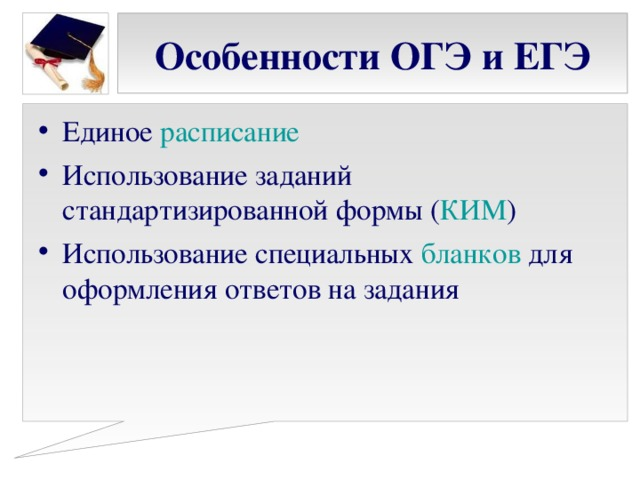 Особенности ОГЭ и ЕГЭ
• Единое расписание
• Использование заданий
стандартизированной формы (КИМ)
• Использование специальных бланков для
оформления ответов на задания